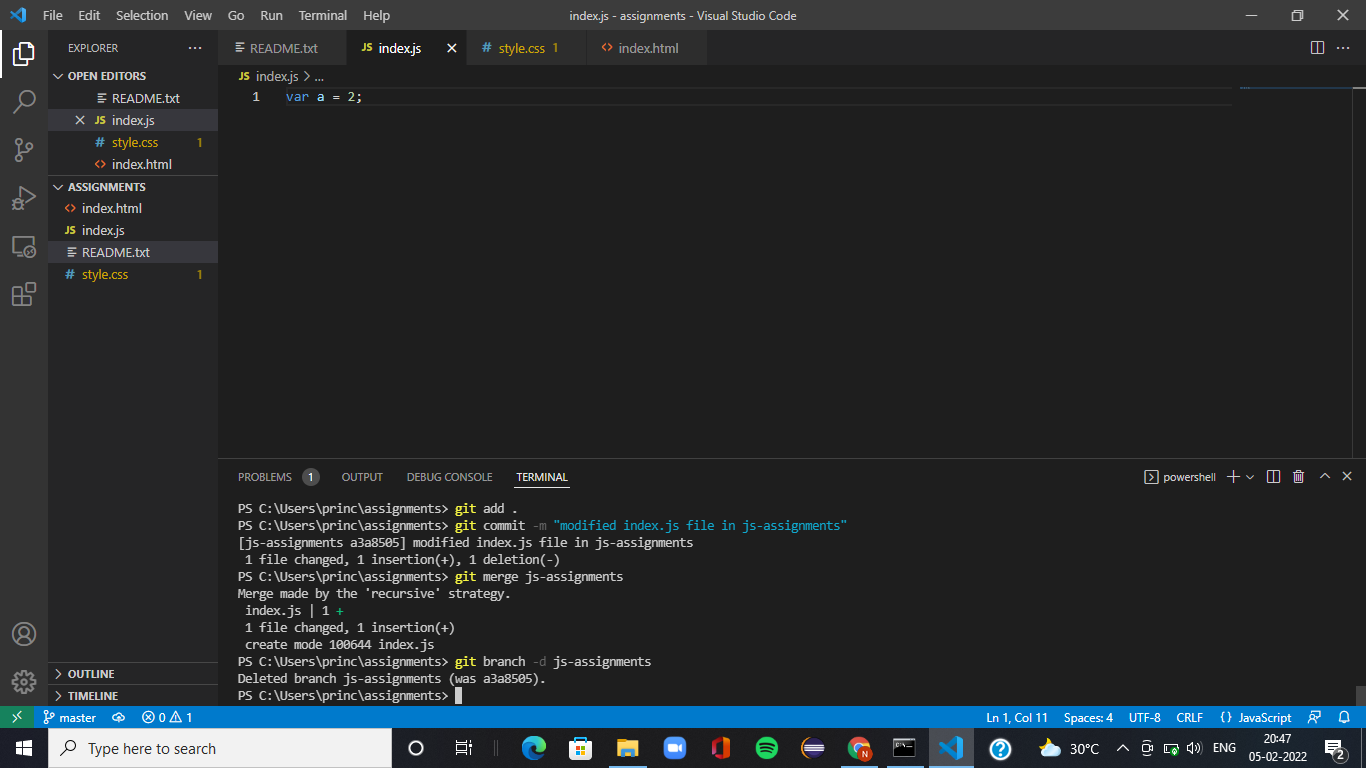 File Edit Selection View Go Run Terminal Help
index.js - assignments - Visual Studio Code
EXPLORER
OPEN EDITORS
README.txt
JS index.js
# style.css 1
<> index.html
ASSIGNMENTS
<> index.html
JS index.js
README.txt
# style.css 1
OUTLINE
TIMELINE
README.txt
JS index.js
# style.css 1
<> index.html
JS index.js > ...
1 var a = 2;
PROBLEMS 1 OUTPUT DEBUG CONSOLE TERMINAL
powershell
PS C:\Users\princ\assignments> git add .
PS C:\Users\princ\assignments> git commit -m "modified index.js file in js-assignments"
[js-assignments a3a8505] modified index.js file in js-assignments
1 file changed, 1 insertion(+), 1 deletion(-)
PS C:\Users\princ\assignments> git merge js-assignments
Merge made by the 'recursive' strategy.
index.js | 1 +
1 file changed, 1 insertion(+)
create mode 100644 index.js
PS C:\Users\princ\assignments> git branch -d js-assignments
Deleted branch js-assignments (was a3a8505).
PS C:\Users\princ\assignments>
master 0 1
Ln 1, Col 11 Spaces: 4 UTF-8 CRLF {} JavaScript
Type here to search
N
30°C
ENG
20:47
05-02-2022
2